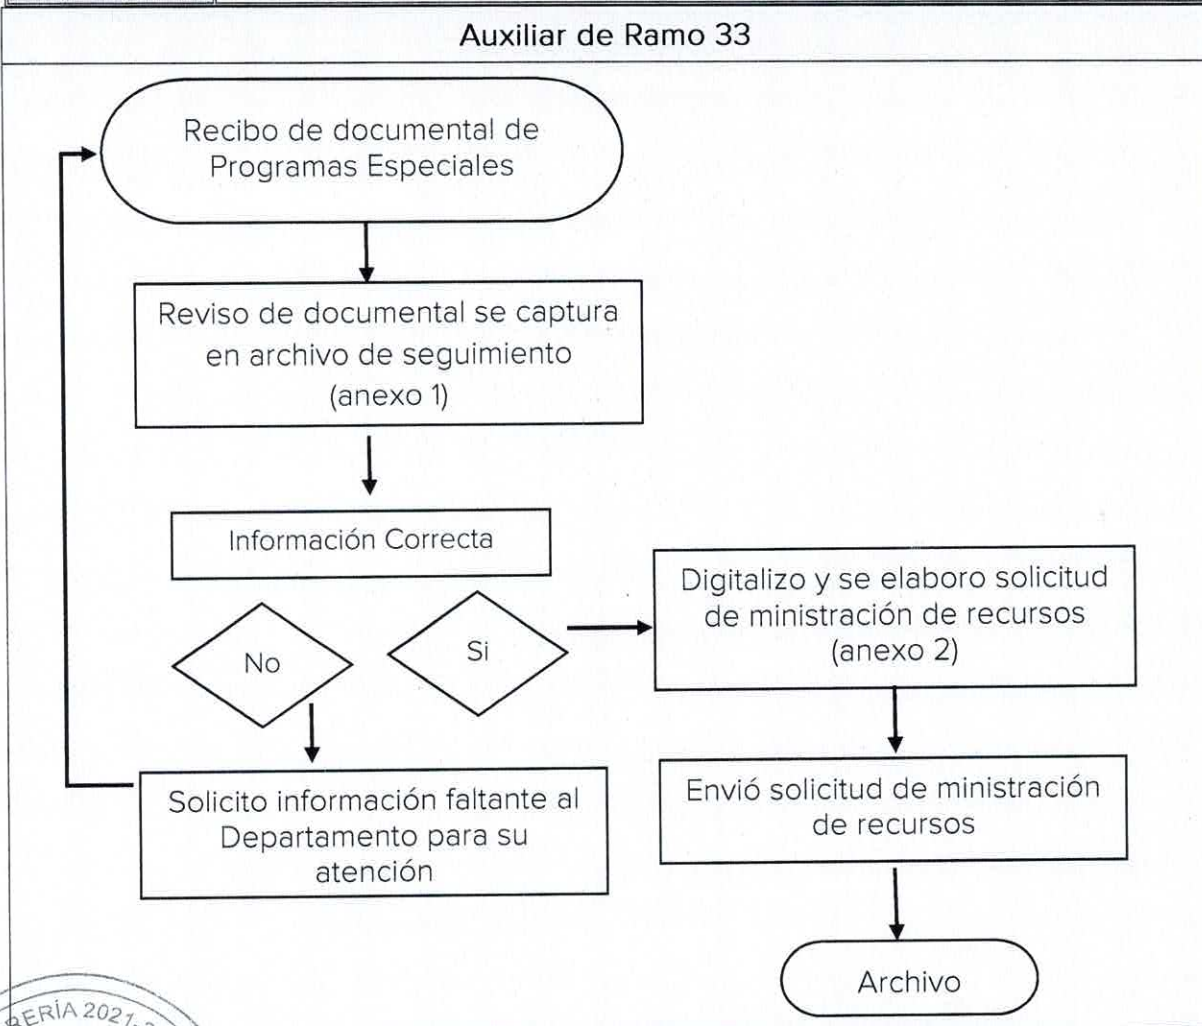 Auxiliar de Ramo 33
Recibo de documental de
Programas Especiales
Reviso de documental se captura
en archivo de seguimiento
(anexo 1)
Información Correcta
No
Si
Digitalizo y se elaboro solicitud
de ministración de recursos
(anexo 2)
Solicito información faltante al
Departamento para su
atención
Envió solicitud de ministración
de recursos
Archivo